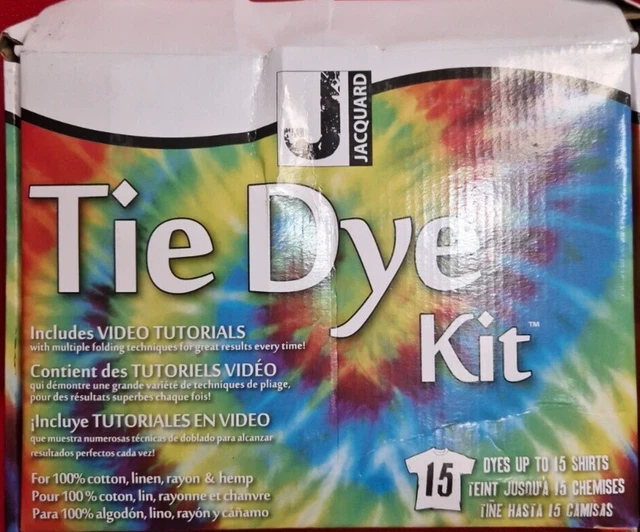 J JACQUARD
Tie Dye
Kit™
Includes VIDEO TUTORIALS
with multiple folding techniques for great results every time!
Contient des TUTORIELS VIDÉO
qui démontre une grande variété de techniques de pliage,
pour des résultats superbes chaque fois!
¡Incluye TUTORIALES EN VIDEO
que muestra numerosas técnicas de doblado para alcanzar
resultados perfectos cada vez!
For 100% cotton, linen, rayon & hemp
Pour 100% coton, lin, rayonne et chanvre
Para 100% algodón, lino, rayón y cáñamo
15
DYES UP TO 15 SHIRTS
TEINT JUSQU'À 15 CHEMISES
TIÑE HASTA 15 CAMISAS